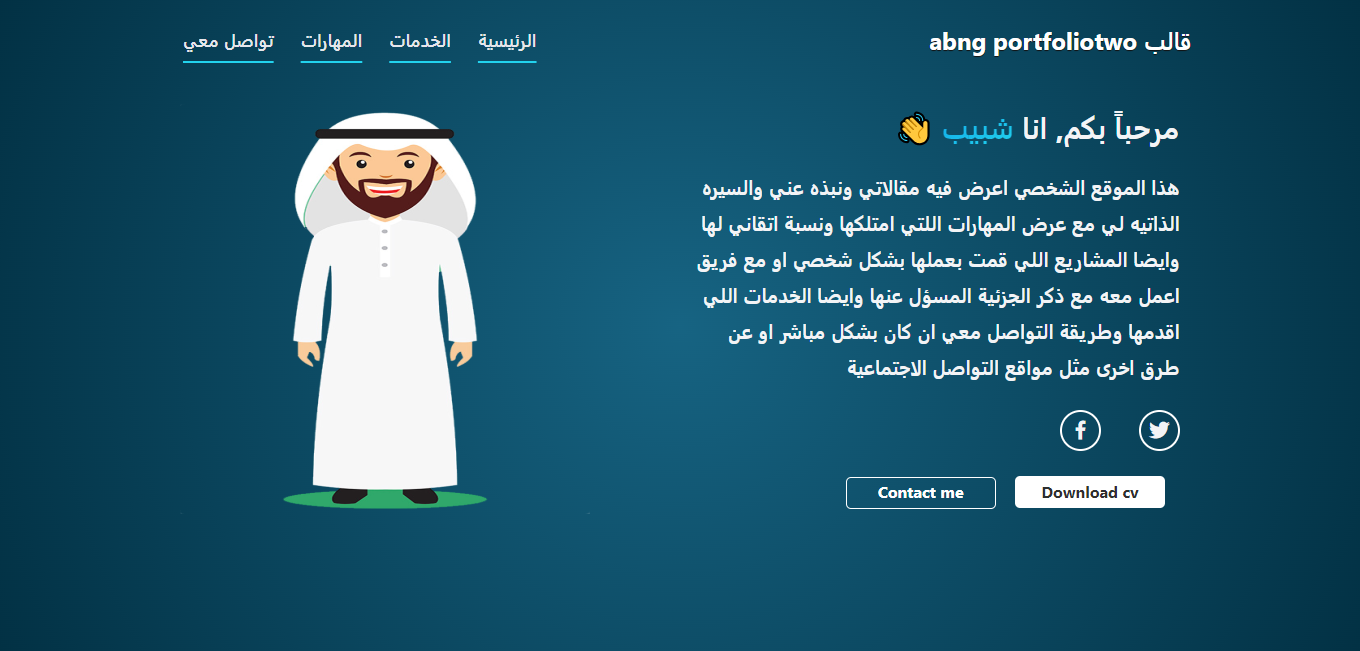 قالب abng portfoliotwo
الرئيسية
الخدمات
المهارات
تواصل معي
مرحباً بكم, انا شبيب 👋
هذا الموقع الشخصي اعرض فيه مقالاتي ونبذه عني والسيره
الذاتيه لي مع عرض المهارات اللتي امتلكها ونسبة اتقاني لها
وايضا المشاريع اللي قمت بعملها بشكل شخصي او مع فريق
اعمل معه مع ذكر الجزئية المسؤل عنها وايضا الخدمات اللي
اقدمها وطريقة التواصل معي ان كان بشكل مباشر او عن
طرق اخرى مثل مواقع التواصل الاجتماعية
Download cv
Contact me